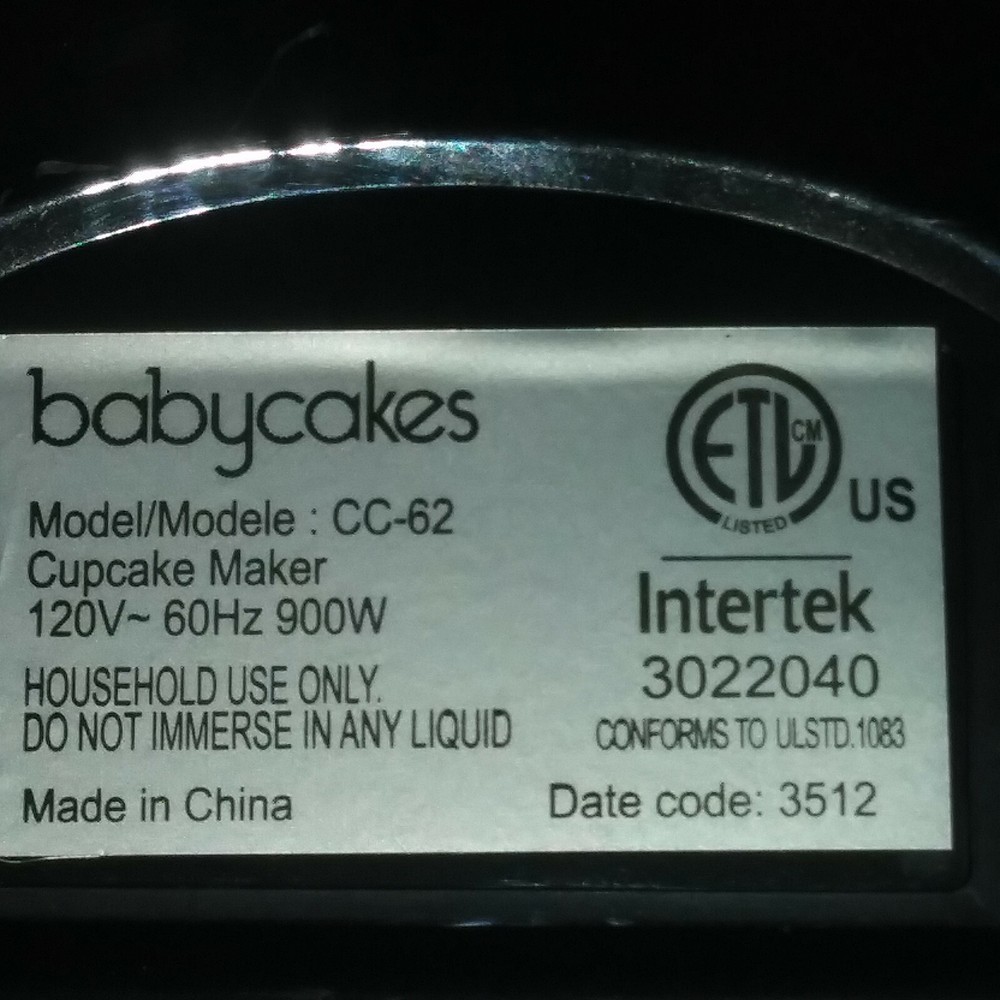 babycakes
Model/Modele : CC-62
Cupcake Maker
120V~ 60Hz 900W
HOUSEHOLD USE ONLY.
DO NOT IMMERSE IN ANY LIQUID
Made in China
ETL CM
LISTED
US
Intertek
3022040
CONFORMS TO ULSTD.1083
Date code: 3512